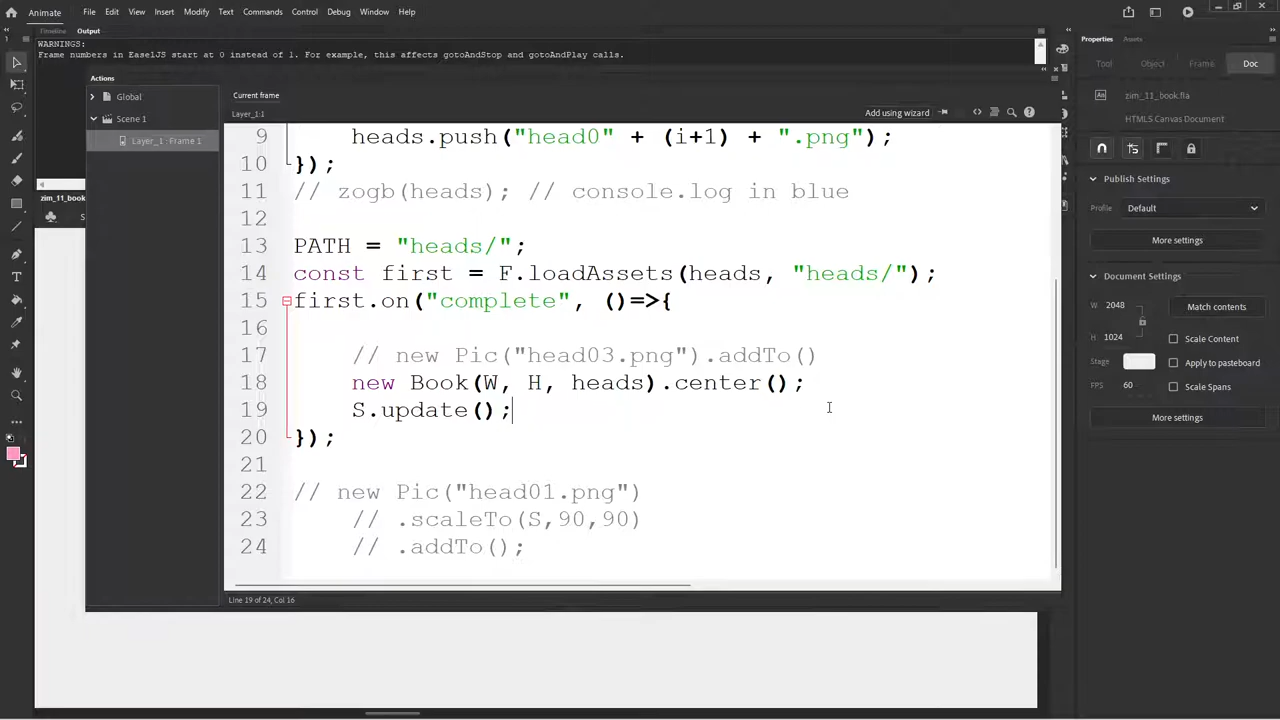 Animate File Edit View Insert Modify Text Commands Control Debug Window Help
Timeline Output
WARNINGS:
Frame numbers in EaselJS start at 0 instead of 1. For example, this affects gotoAndStop and gotoAndPlay calls.
Actions
Global
Scene 1
Layer_1 : Frame 1
zim_11_book
S
Current frame
Layer_1:1
Add using wizard
9 heads.push("head0" + (i+1) + ".png");
10 });
11 // zogb(heads); // console.log in blue
12
13 PATH = "heads/";
14 const first = F.loadAssets(heads, "heads/");
15 first.on("complete", ()=>{
16
17 // new Pic("head03.png").addTo()
18 new Book(W, H, heads).center();
19 S.update();
20 });
21
22 // new Pic("head01.png")
23 // .scaleTo(S,90,90)
24 // .addTo();
Line 19 of 24, Col 16
Properties Assets
Tool Object Frame Doc
zim_11_book.fla
HTML5 Canvas Document
Publish Settings
Profile Default
More settings
Document Settings
W 2048 Match contents
H 1024 Scale Content
Stage Apply to pasteboard
FPS 60 Scale Spans
More settings